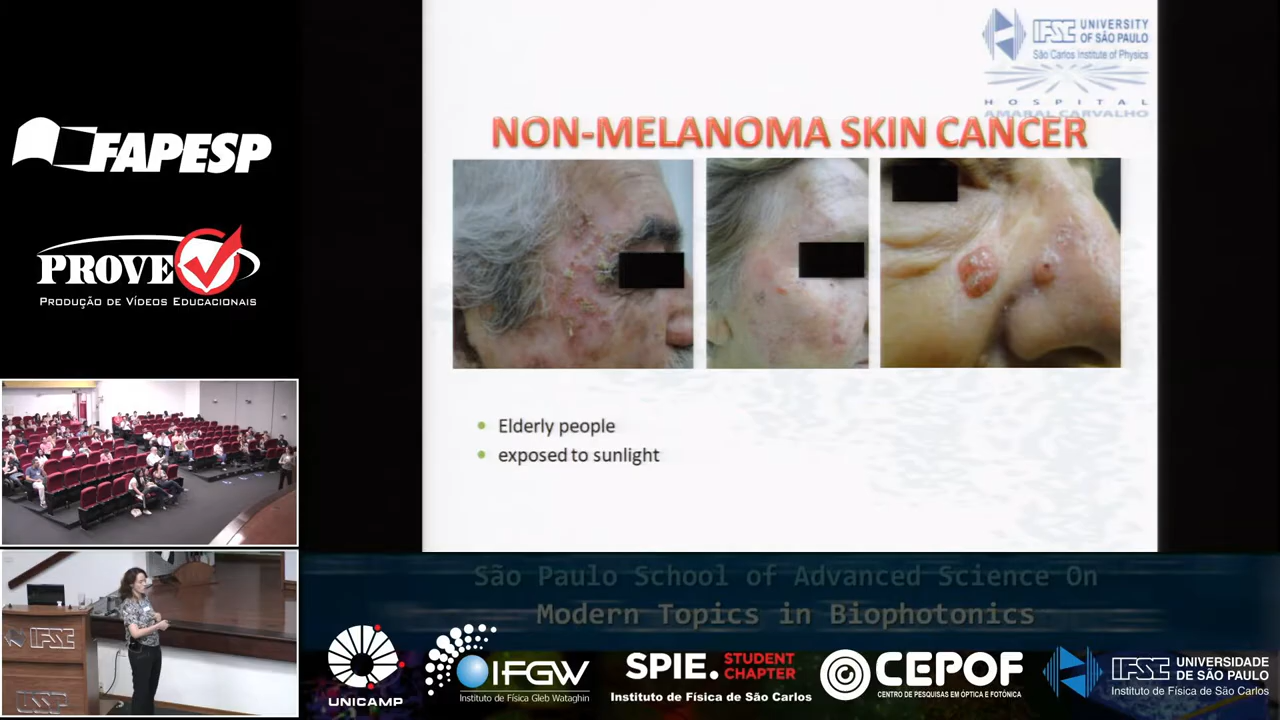 FAPESP
PROVE
PRODUÇÃO DE VÍDEOS EDUCACIONAIS
IFSC UNIVERSITY
OF SÃO PAULO
São Carlos Institute of Physics
HOSPITAL
AMARAL CARVALHO
NON-MELANOMA SKIN CANCER
• Elderly people
• exposed to sunlight
IFSC
São Paulo School of Advanced Science On
Modern Topics in Biophotonics
UNICAMP
IFGW
Instituto de Física Gleb Wataghin
SPIE. STUDENT
CHAPTER
Instituto de Física de São Carlos
CEPOF
CENTRO DE PESQUISAS EM ÓPTICA E FOTÔNICA
IFSC UNIVERSIDADE
DE SÃO PAULO
Instituto de Física de São Carlos